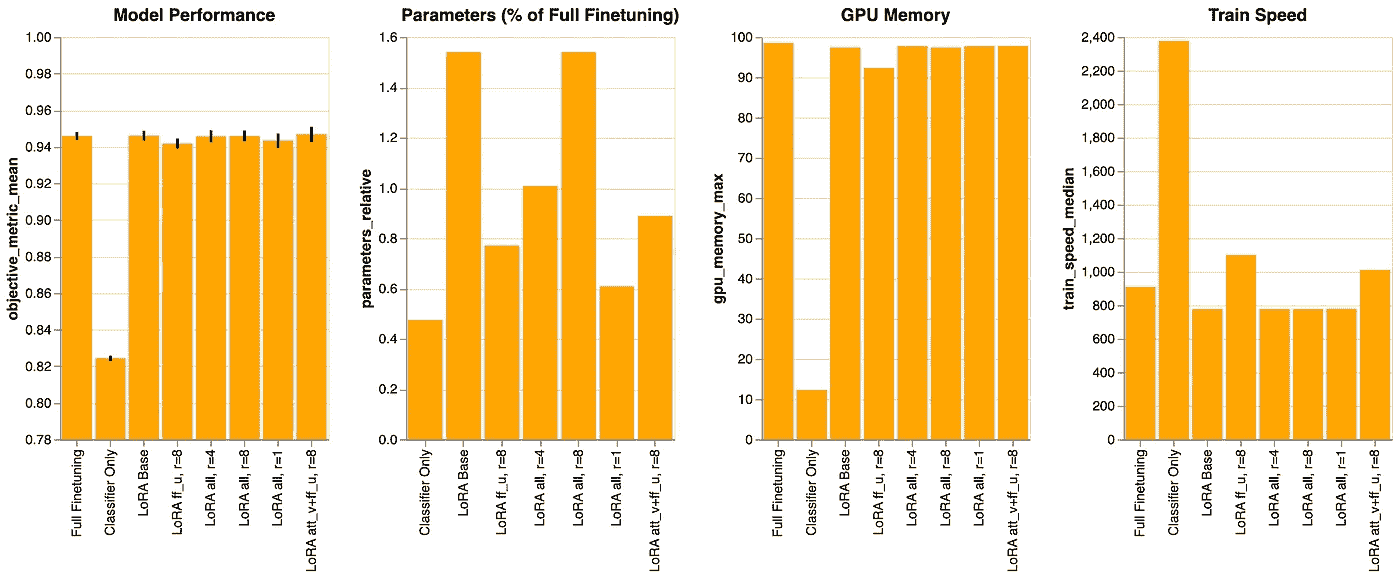 Model Performance
objective_metric_mean
1.00
0.98
0.96
0.94
0.92
0.90
0.88
0.86
0.84
0.82
0.80
0.78
Full Finetuning
Classifier Only
LoRA Base
LoRA ff_u, r=8
LoRA all, r=4
LoRA all, r=8
LoRA all, r=1
LoRA att_v+ff_u, r=8
Parameters (% of Full Finetuning)
parameters_relative
1.6
1.4
1.2
1.0
0.8
0.6
0.4
0.2
0.0
Classifier Only
LoRA Base
LoRA ff_u, r=8
LoRA all, r=4
LoRA all, r=8
LoRA all, r=1
LoRA att_v+ff_u, r=8
GPU Memory
gpu_memory_max
100
90
80
70
60
50
40
30
20
10
0
Full Finetuning
Classifier Only
LoRA Base
LoRA ff_u, r=8
LoRA all, r=4
LoRA all, r=8
LoRA all, r=1
LoRA att_v+ff_u, r=8
Train Speed
train_speed_median
2,400
2,200
2,000
1,800
1,600
1,400
1,200
1,000
800
600
400
200
0
Full Finetuning
Classifier Only
LoRA Base
LoRA ff_u, r=8
LoRA all, r=4
LoRA all, r=8
LoRA all, r=1
LoRA att_v+ff_u, r=8